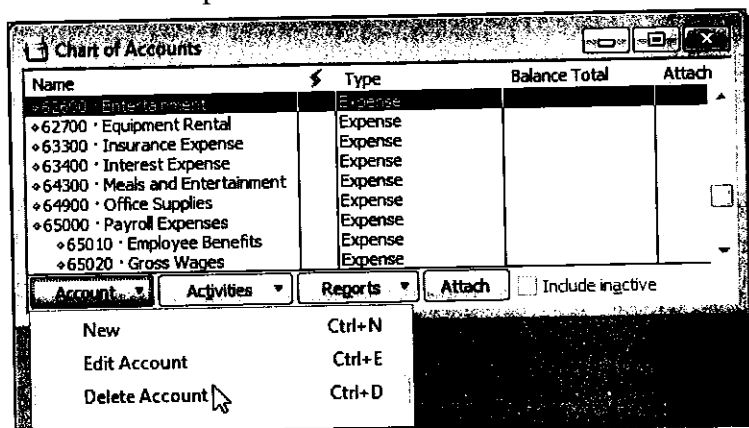 Chart of Accounts
Name Type Balance Total Attach
62600 · Entertainment Expense
62700 · Equipment Rental Expense
63300 · Insurance Expense Expense
63400 · Interest Expense Expense
64300 · Meals and Entertainment Expense
64900 · Office Supplies Expense
65000 · Payroll Expenses Expense
65010 · Employee Benefits Expense
65020 · Gross Wages Expense
Account Activities Reports Attach Include inactive
New Ctrl+N
Edit Account Ctrl+E
Delete Account Ctrl+D